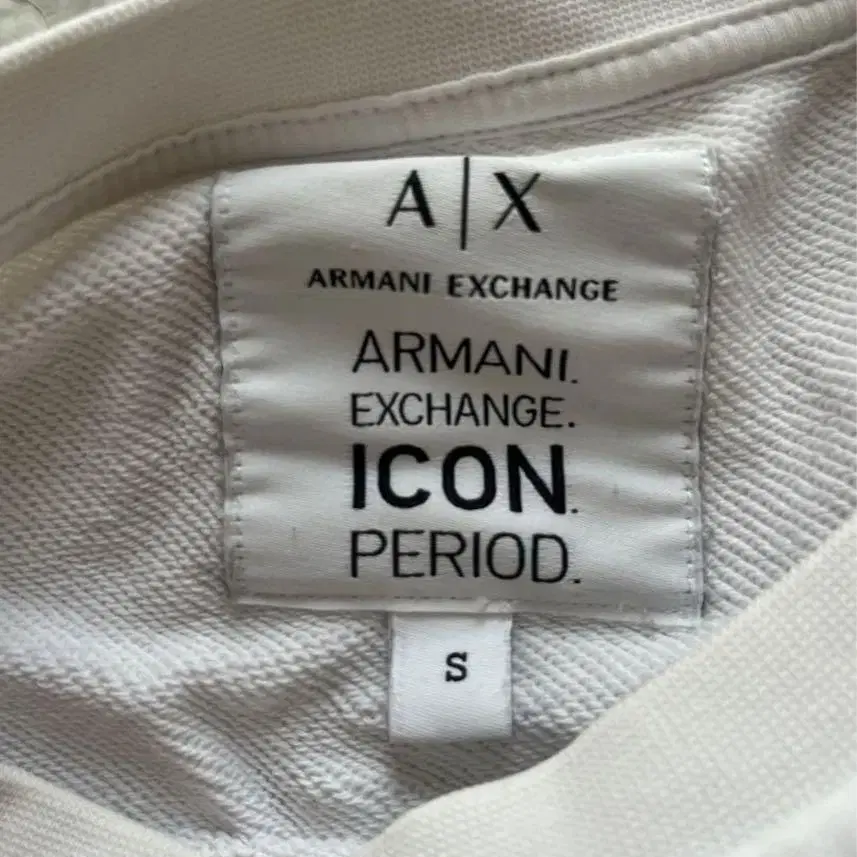 A|X
ARMANI EXCHANGE
ARMANI.
EXCHANGE.
ICON.
PERIOD.
S